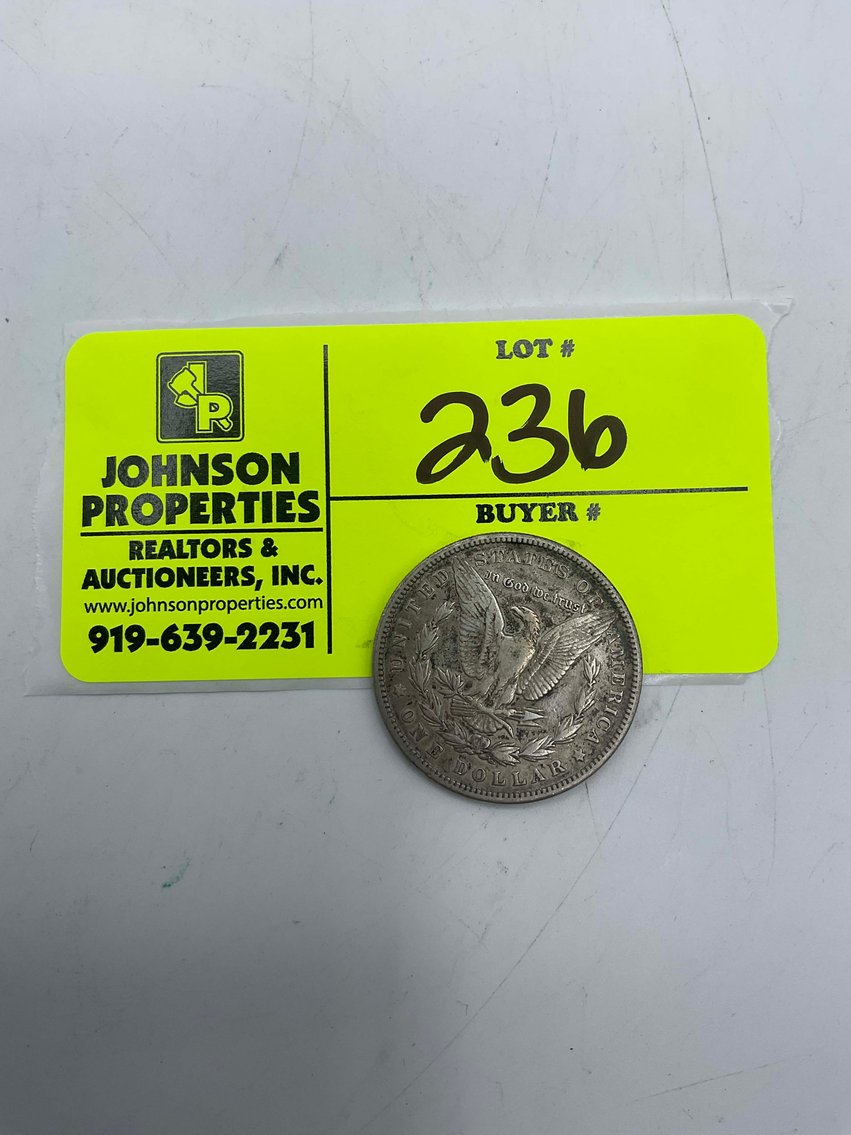 JP
JOHNSON
PROPERTIES
REALTORS &
AUCTIONEERS, INC.
www.johnsonproperties.com
919-639-2231
LOT #
236
BUYER #
UNITED STATES OF AMERICA
In God we trust
ONE DOLLAR